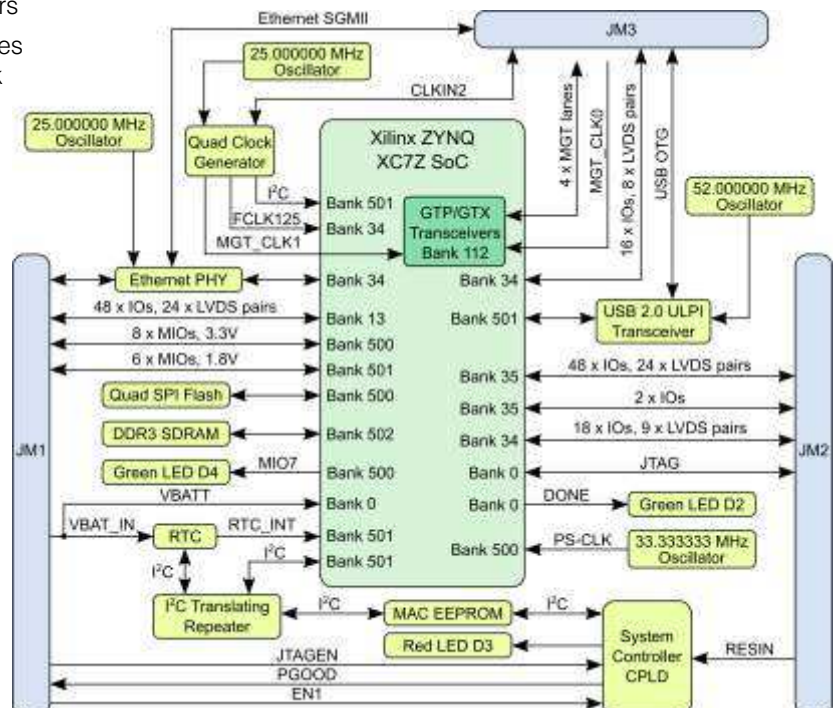 rs
es
k
Ethernet SGMII
JM3
25.000000 MHz
Oscillator
CLKIN2
25.000000 MHz
Oscillator
Quad Clock
Generator
Xilinx ZYNQ
XC7Z SoC
4 x MGT lanes
MGT_CLK0
16 x IOs, 8 x LVDS pairs
USB OTG
52.000000 MHz
Oscillator
I²C
Bank 501
FCLK125
Bank 34
MGT_CLK1
GTP/GTX
Transceivers
Bank 112
Ethernet PHY
Bank 34
Bank 34
48 x IOs, 24 x LVDS pairs
Bank 13
Bank 501
USB 2.0 ULPI
Transceiver
8 x MIOs, 3.3V
Bank 500
6 x MIOs, 1.8V
Bank 501
Bank 35
48 x IOs, 24 x LVDS pairs
Quad SPI Flash
Bank 500
Bank 35
2 x IOs
DDR3 SDRAM
Bank 502
Bank 34
18 x IOs, 9 x LVDS pairs
JM1
JM2
Green LED D4
MIO7
Bank 500
Bank 0
JTAG
VBATT
Bank 0
Bank 0
DONE
Green LED D2
VBAT_IN
RTC
RTC_INT
Bank 501
Bank 500
PS-CLK
33.333333 MHz
Oscillator
I²C
I²C
Bank 501
I²C Translating
Repeater
I²C
MAC EEPROM
I²C
Red LED D3
System
Controller
CPLD
RESIN
JTAGEN
PGOOD
EN1